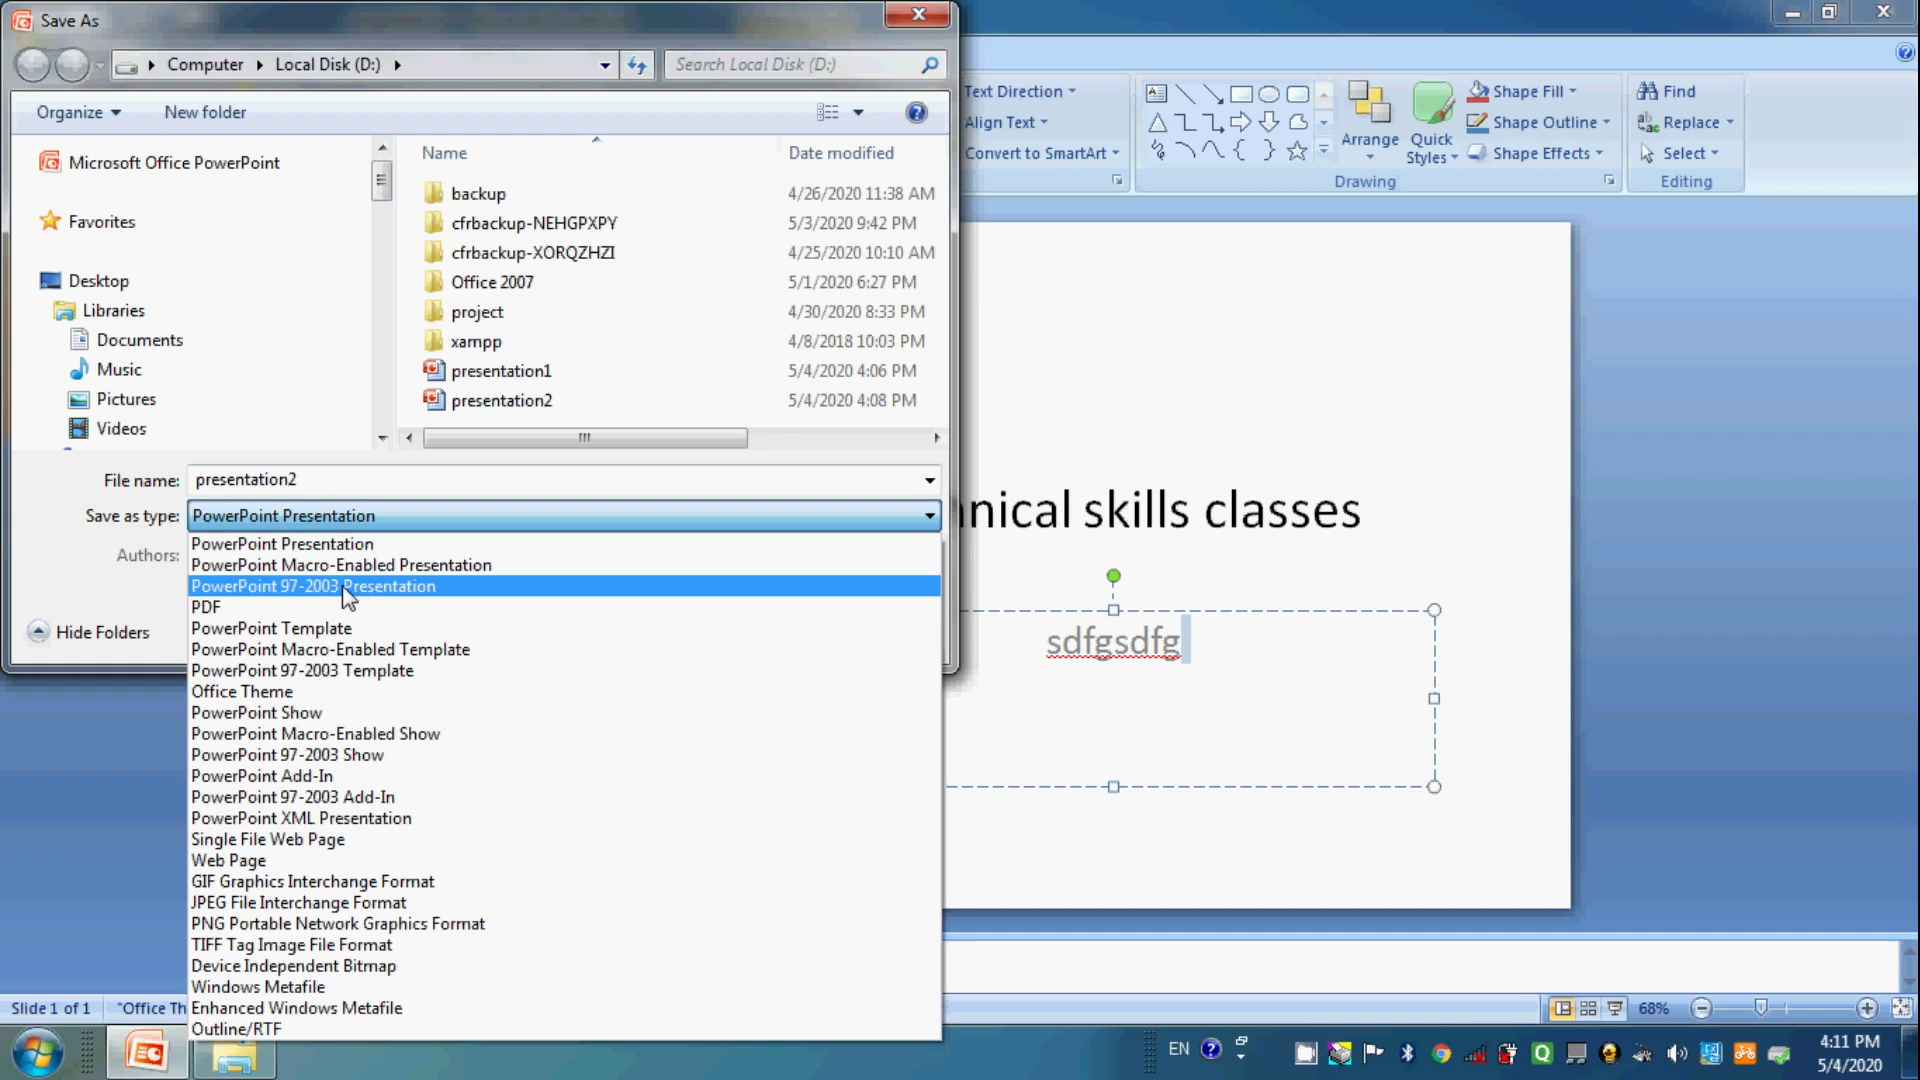 Save As
Computer
Local Disk (D:)
Search Local Disk (D:)
Organize
New folder
Microsoft Office PowerPoint
Favorites
Desktop
Libraries
Documents
Music
Pictures
Videos
Name
Date modified
backup
4/26/2020 11:38 AM
cfrbackup-NEHGPXPY
5/3/2020 9:42 PM
cfrbackup-XORQZHZI
4/25/2020 10:10 AM
Office 2007
5/1/2020 6:27 PM
project
4/30/2020 8:33 PM
xampp
4/8/2018 10:03 PM
presentation1
5/4/2020 4:06 PM
presentation2
5/4/2020 4:08 PM
File name:
presentation2
Save as type:
PowerPoint Presentation
Authors:
Hide Folders
PowerPoint Presentation
PowerPoint Macro-Enabled Presentation
PowerPoint 97-2003 Presentation
PDF
PowerPoint Template
PowerPoint Macro-Enabled Template
PowerPoint 97-2003 Template
Office Theme
PowerPoint Show
PowerPoint Macro-Enabled Show
PowerPoint 97-2003 Show
PowerPoint Add-In
PowerPoint 97-2003 Add-In
PowerPoint XML Presentation
Single File Web Page
Web Page
GIF Graphics Interchange Format
JPEG File Interchange Format
PNG Portable Network Graphics Format
TIFF Tag Image File Format
Device Independent Bitmap
Windows Metafile
Enhanced Windows Metafile
Outline/RTF
Text Direction
Align Text
Convert to SmartArt
Arrange
Quick
Styles
Shape Fill
Shape Outline
Shape Effects
Drawing
Find
Replace
Select
Editing
nical skills classes
sdfgsdfg
Slide 1 of 1
"Office Th
68%
EN
4:11 PM
5/4/2020